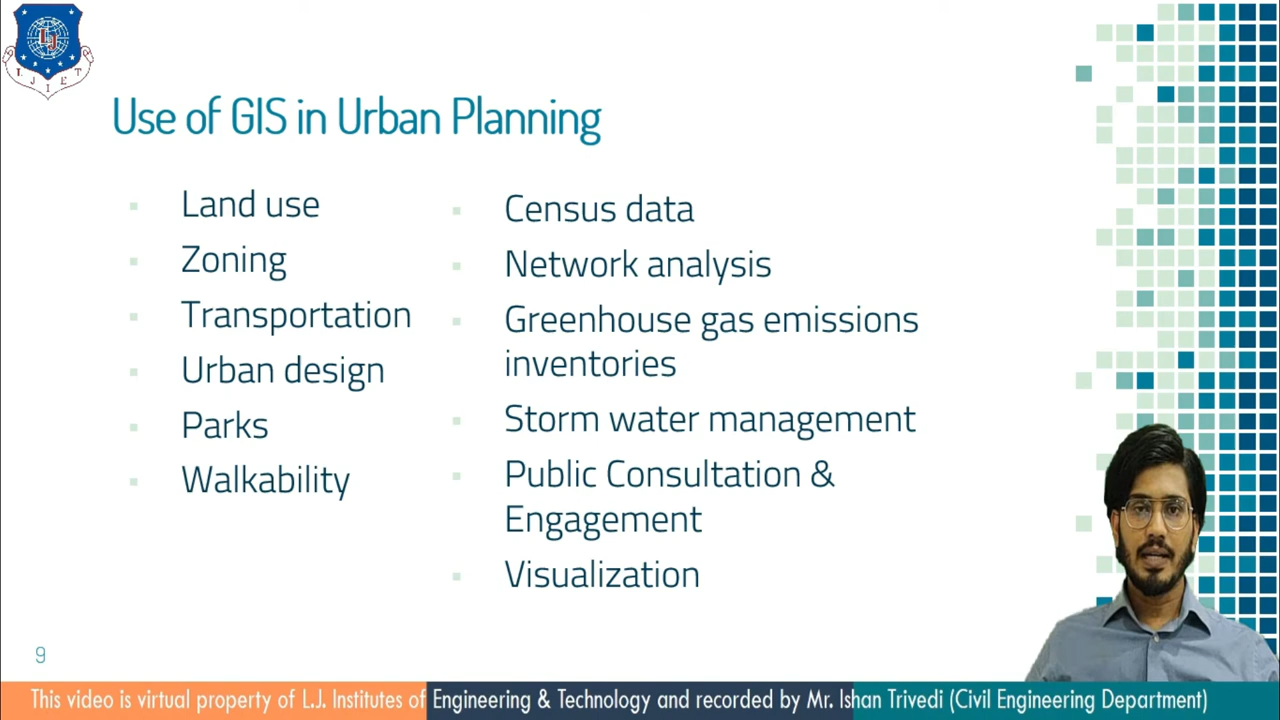 LJ
LJIET
Use of GIS in Urban Planning
Land use
Zoning
Transportation
Urban design
Parks
Walkability
Census data
Network analysis
Greenhouse gas emissions
inventories
Storm water management
Public Consultation &
Engagement
Visualization
9
This video is virtual property of L.J. Institutes of Engineering & Technology and recorded by Mr. Ishan Trivedi (Civil Engineering Department)